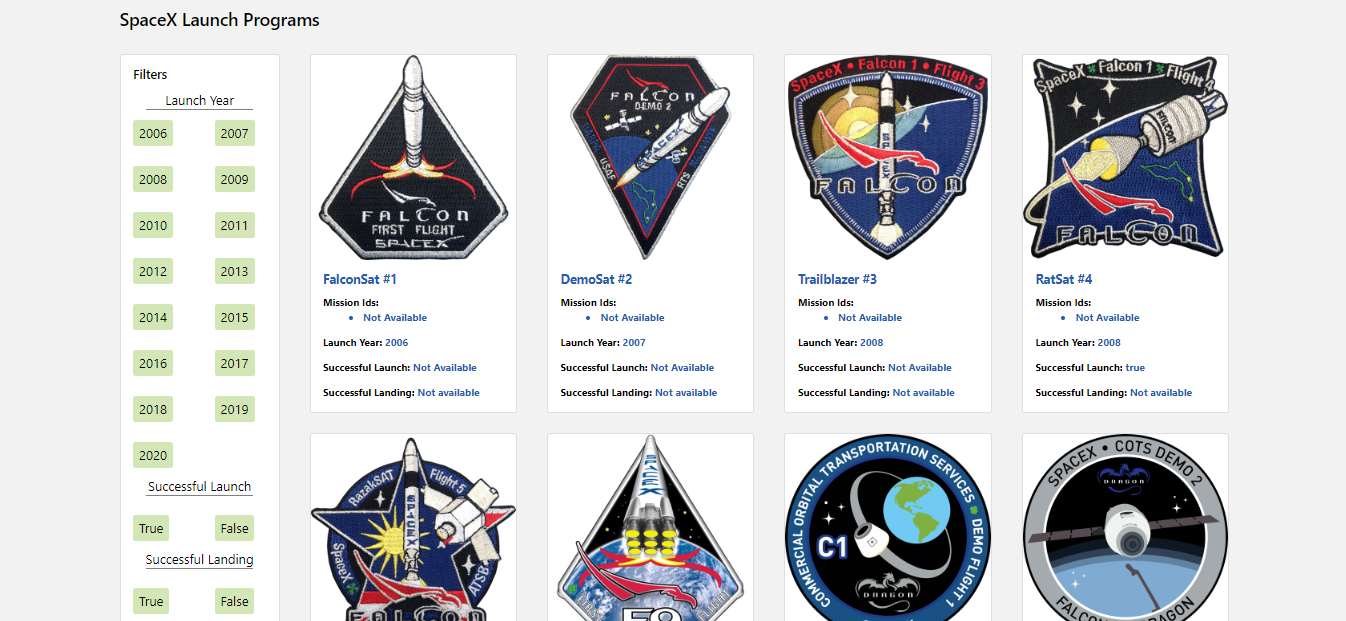 SpaceX Launch Programs
Filters
Launch Year
2006 2007
2008 2009
2010 2011
2012 2013
2014 2015
2016 2017
2018 2019
2020
Successful Launch
True False
Successful Landing
True False
FALCON
FIRST FLIGHT
SPACEX
FalconSat #1
Mission Ids:
Not Available
Launch Year: 2006
Successful Launch: Not Available
Successful Landing: Not available
FALCON
DEMO 2
SPACEX
USAF
RTS
DemoSat #2
Mission Ids:
Not Available
Launch Year: 2007
Successful Launch: Not Available
Successful Landing: Not available
SpaceX • Falcon 1 • Flight 3
SPACEX
FALCON
Trailblazer #3
Mission Ids:
Not Available
Launch Year: 2008
Successful Launch: Not Available
Successful Landing: Not available
SpaceX Falcon 1 Flight 4
FALCON
FALCON
RatSat #4
Mission Ids:
Not Available
Launch Year: 2008
Successful Launch: true
Successful Landing: Not available
RazakSAT Flight 5
SPACEX
SpaceX
ATSB
FALCON
SPACEX
FLIGHT
F9
COMMERCIAL ORBITAL TRANSPORTATION SERVICES DEMO FLIGHT 1
C1
DRAGON
SPACEX • COTS DEMO 2
DRAGON
DRAGON